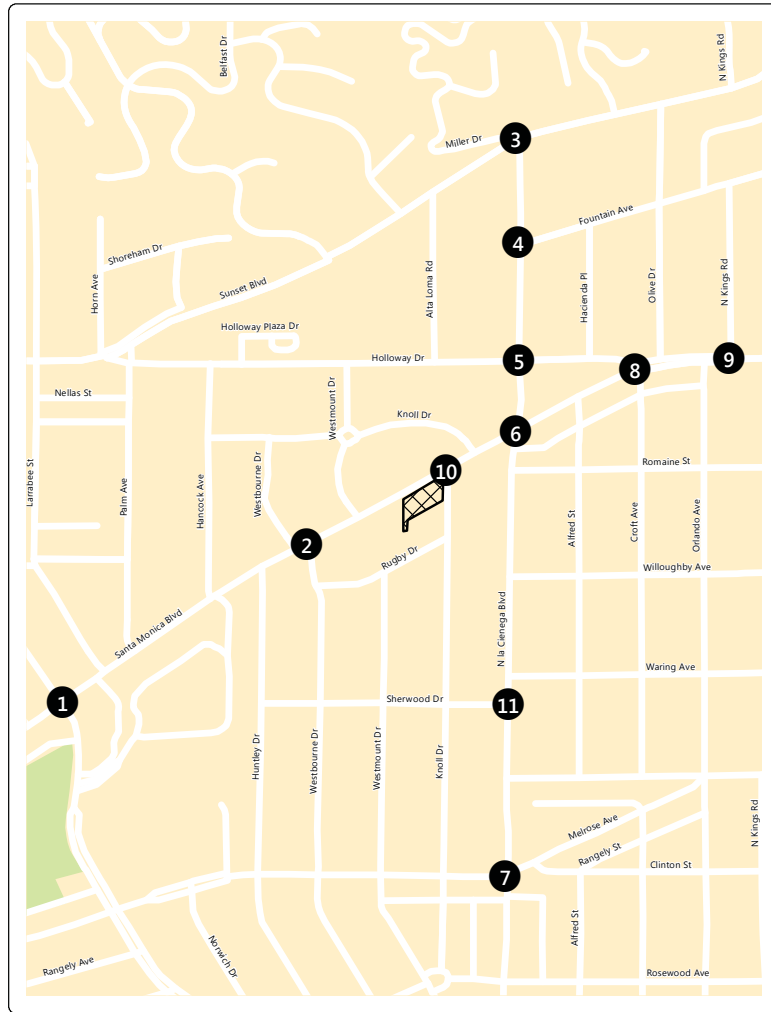 Belfast Dr
N Kings Rd
3
Miller Dr
Fountain Ave
4
Shoreham Dr
Horn Ave
Sunset Blvd
Alta Loma Rd
Hacienda Pl
Olive Dr
N Kings Rd
Holloway Plaza Dr
Holloway Dr
5
8
9
Nellas St
Westmount Dr
Knoll Dr
6
Larrabee St
Palm Ave
Hancock Ave
Westbourne Dr
10
Romaine St
Alfred St
Croft Ave
Orlando Ave
2
Rugby Dr
Willoughby Ave
Santa Monica Blvd
N la Cienega Blvd
Waring Ave
1
Sherwood Dr
11
Huntley Dr
Westbourne Dr
Westmount Dr
Knoll Dr
Melrose Ave
N Kings Rd
Rangely St
7
Clinton St
Alfred St
Norwich Dr
Rangely Ave
Rosewood Ave